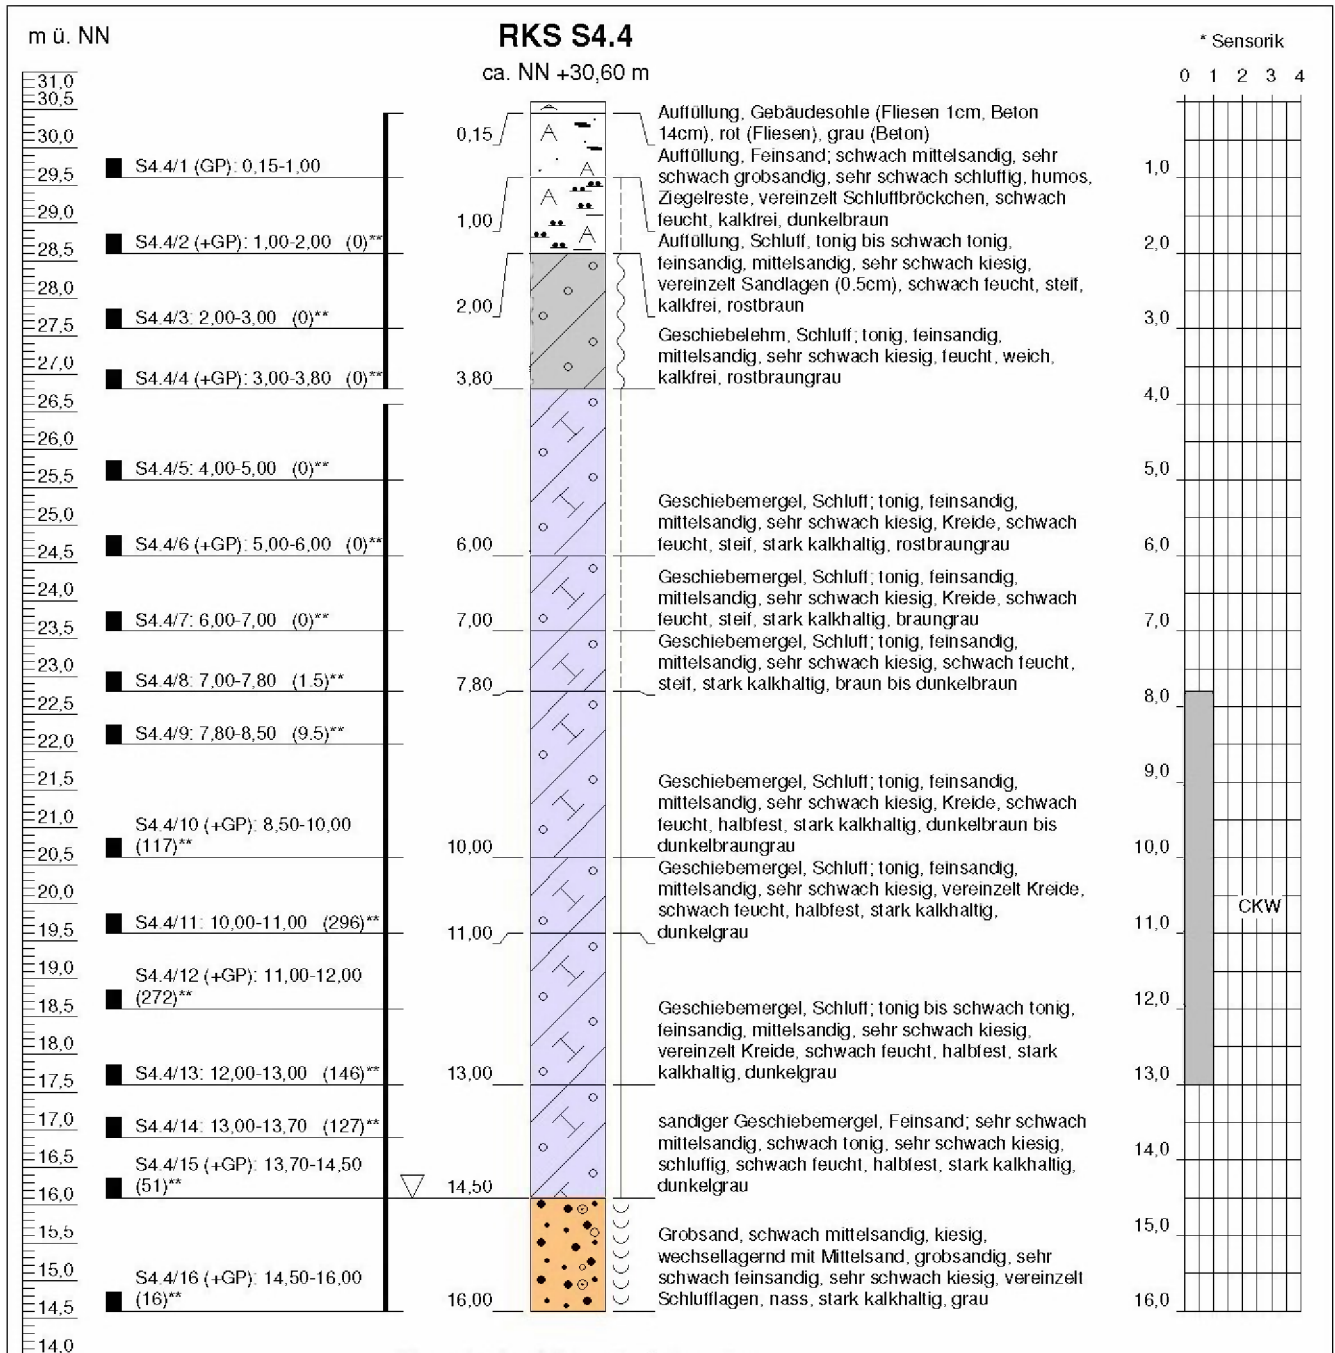 m ü. NN
RKS S4.4
ca. NN +30,60 m
* Sensorik
0 1 2 3 4
31,0
30,5
30,0
29,5
29,0
28,5
28,0
27,5
27,0
26,5
26,0
25,5
25,0
24,5
24,0
23,5
23,0
22,5
22,0
21,5
21,0
20,5
20,0
19,5
19,0
18,5
18,0
17,5
17,0
16,5
16,0
15,5
15,0
14,5
14,0
S4.4/1 (GP): 0,15-1,00
S4.4/2 (+GP): 1,00-2,00 (0)**
S4.4/3: 2,00-3,00 (0)**
S4.4/4 (+GP): 3,00-3,80 (0)**
S4.4/5: 4,00-5,00 (0)**
S4.4/6 (+GP): 5,00-6,00 (0)**
S4.4/7: 6,00-7,00 (0)**
S4.4/8: 7,00-7,80 (1.5)**
S4.4/9: 7,80-8,50 (9.5)**
S4.4/10 (+GP): 8,50-10,00
(117)**
S4.4/11: 10,00-11,00 (296)**
S4.4/12 (+GP): 11,00-12,00
(272)**
S4.4/13: 12,00-13,00 (146)**
S4.4/14: 13,00-13,70 (127)**
S4.4/15 (+GP): 13,70-14,50
(51)**
S4.4/16 (+GP): 14,50-16,00
(16)**
0,15
1,00
2,00
3,80
6,00
7,00
7,80
10,00
11,00
13,00
14,50
16,00
Auffüllung, Gebäudesohle (Fliesen 1cm, Beton
14cm), rot (Fliesen), grau (Beton)
Auffüllung, Feinsand; schwach mittelsandig, sehr
schwach grobsandig, sehr schwach schluffig, humos,
Ziegelreste, vereinzelt Schluffbröckchen, schwach
feucht, kalkfrei, dunkelbraun
Auffüllung, Schluff, tonig bis schwach tonig,
feinsandig, mittelsandig, sehr schwach kiesig,
vereinzelt Sandlagen (0.5cm), schwach feucht, steif,
kalkfrei, rostbraun
Geschiebelehm, Schluff; tonig, feinsandig,
mittelsandig, sehr schwach kiesig, feucht, weich,
kalkfrei, rostbraungrau
Geschiebemergel, Schluff; tonig, feinsandig,
mittelsandig, sehr schwach kiesig, Kreide, schwach
feucht, steif, stark kalkhaltig, rostbraungrau
Geschiebemergel, Schluff; tonig, feinsandig,
mittelsandig, sehr schwach kiesig, Kreide, schwach
feucht, steif, stark kalkhaltig, braungrau
Geschiebemergel, Schluff; tonig, feinsandig,
mittelsandig, sehr schwach kiesig, schwach feucht,
steif, stark kalkhaltig, braun bis dunkelbraun
Geschiebemergel, Schluff; tonig, feinsandig,
mittelsandig, sehr schwach kiesig, Kreide, schwach
feucht, halbfest, stark kalkhaltig, dunkelbraun bis
dunkelbraungrau
Geschiebemergel, Schluff; tonig, feinsandig,
mittelsandig, sehr schwach kiesig, vereinzelt Kreide,
schwach feucht, halbfest, stark kalkhaltig,
dunkelgrau
Geschiebemergel, Schluff; tonig bis schwach tonig,
feinsandig, mittelsandig, sehr schwach kiesig,
vereinzelt Kreide, schwach feucht, halbfest, stark
kalkhaltig, dunkelgrau
sandiger Geschiebemergel, Feinsand; sehr schwach
mittelsandig, schwach tonig, sehr schwach kiesig,
schluffig, schwach feucht, halbfest, stark kalkhaltig,
dunkelgrau
Grobsand, schwach mittelsandig, kiesig,
wechsellagernd mit Mittelsand, grobsandig, sehr
schwach feinsandig, sehr schwach kiesig, vereinzelt
Schlufflagen, nass, stark kalkhaltig, grau
1,0
2,0
3,0
4,0
5,0
6,0
7,0
8,0
9,0
10,0
11,0
12,0
13,0
14,0
15,0
16,0
CKW